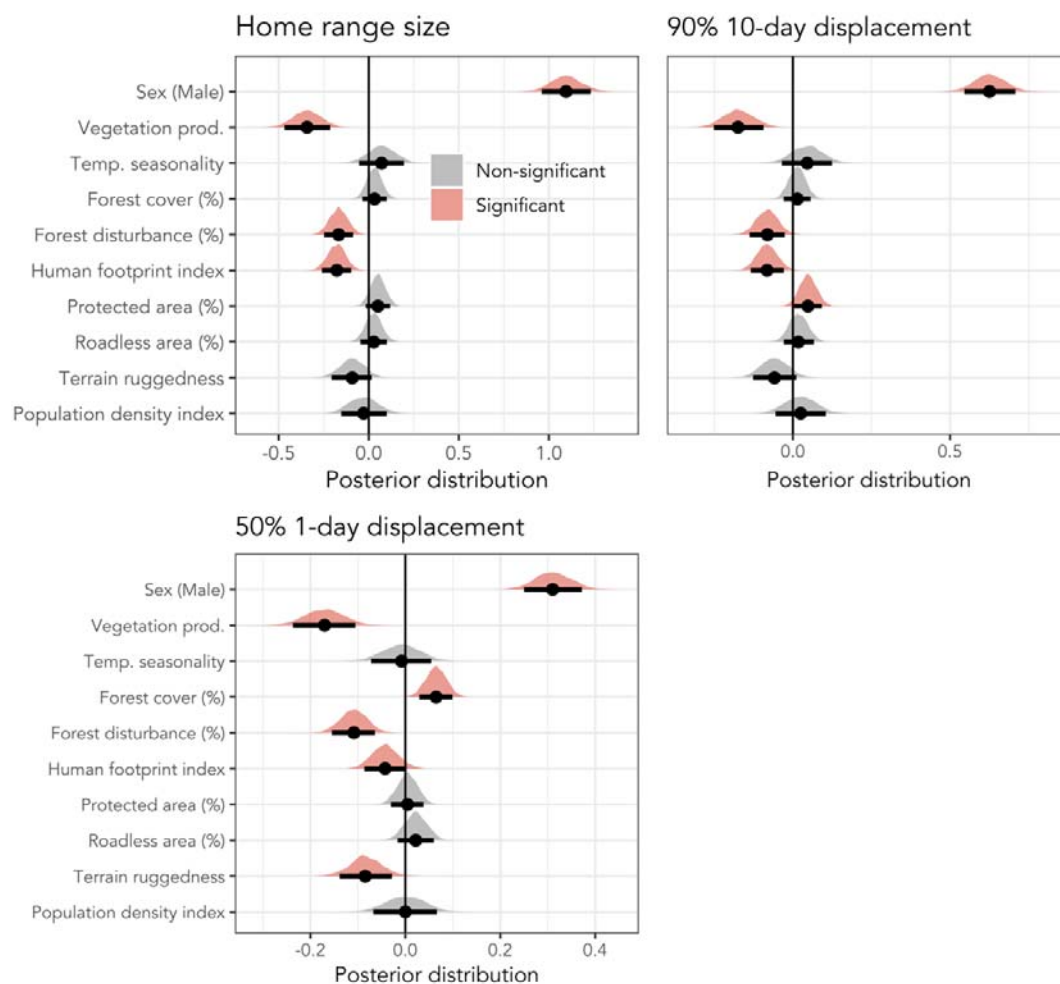 Home range size
90% 10-day displacement
Sex (Male)
Vegetation prod.
Temp. seasonality
Forest cover (%)
Forest disturbance (%)
Human footprint index
Protected area (%)
Roadless area (%)
Terrain ruggedness
Population density index
Non-significant
Significant
-0.5 0.0 0.5 1.0
Posterior distribution
0.0 0.5
Posterior distribution
50% 1-day displacement
Sex (Male)
Vegetation prod.
Temp. seasonality
Forest cover (%)
Forest disturbance (%)
Human footprint index
Protected area (%)
Roadless area (%)
Terrain ruggedness
Population density index
-0.2 0.0 0.2 0.4
Posterior distribution